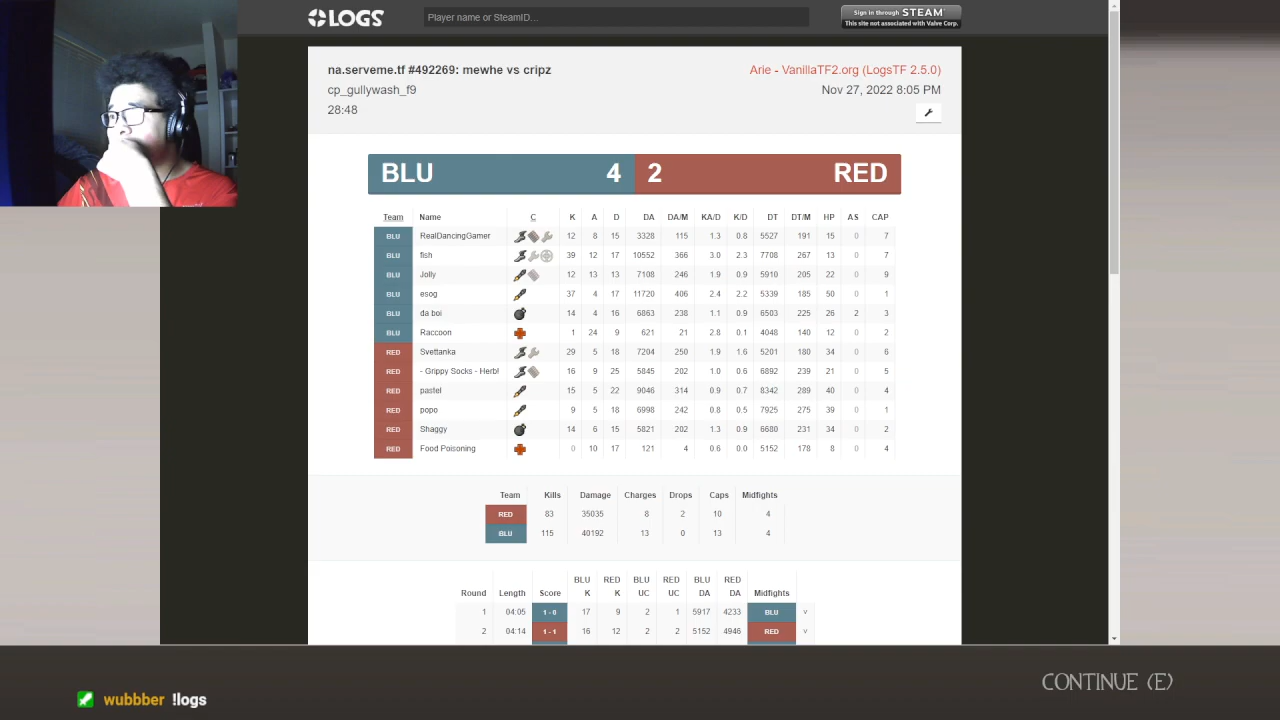 LOGS
Player name or SteamID...
Sign in through STEAM
This site not associated with Valve Corp.
na.serveme.tf #492269: mewhe vs cripz
Arie - VanillaTF2.org (LogsTF 2.5.0)
cp_gullywash_f9
Nov 27, 2022 8:05 PM
28:48
BLU 4 2 RED
Team Name C K A D DA DA/M KA/D K/D DT DT/M HP AS CAP
BLU RealDancingGamer 12 8 15 3328 115 1.3 0.8 5527 191 15 0 7
BLU fish 39 12 17 10552 366 3.0 2.3 7708 267 13 0 7
BLU Jolly 12 13 13 7108 246 1.9 0.9 5910 205 22 0 9
BLU esog 37 4 17 11720 406 2.4 2.2 5339 185 50 0 1
BLU da boi 14 4 16 6863 238 1.1 0.9 6503 225 26 2 3
BLU Raccoon 1 24 9 621 21 2.8 0.1 4048 140 12 0 2
RED Svettanka 29 5 18 7204 250 1.9 1.6 5201 180 34 0 6
RED - Grippy Socks - Herb! 16 9 25 5845 202 1.0 0.6 6892 239 21 0 5
RED pastel 15 5 22 9046 314 0.9 0.7 8342 289 40 0 4
RED popo 9 5 18 6998 242 0.8 0.5 7925 275 39 0 1
RED Shaggy 14 6 15 5821 202 1.3 0.9 6680 231 34 0 2
RED Food Poisoning 0 10 17 121 4 0.6 0.0 5152 178 8 0 4
Team Kills Damage Charges Drops Caps Midfights
RED 83 35035 8 2 10 4
BLU 115 40192 13 0 13 4
BLU RED BLU RED BLU RED
Round Length Score K K UC UC DA DA Midfights
1 04:05 1 - 0 17 9 2 1 5917 4233 BLU v
2 04:14 1 - 1 16 12 2 2 5152 4946 RED v
CONTINUE (E)
wubbber !logs